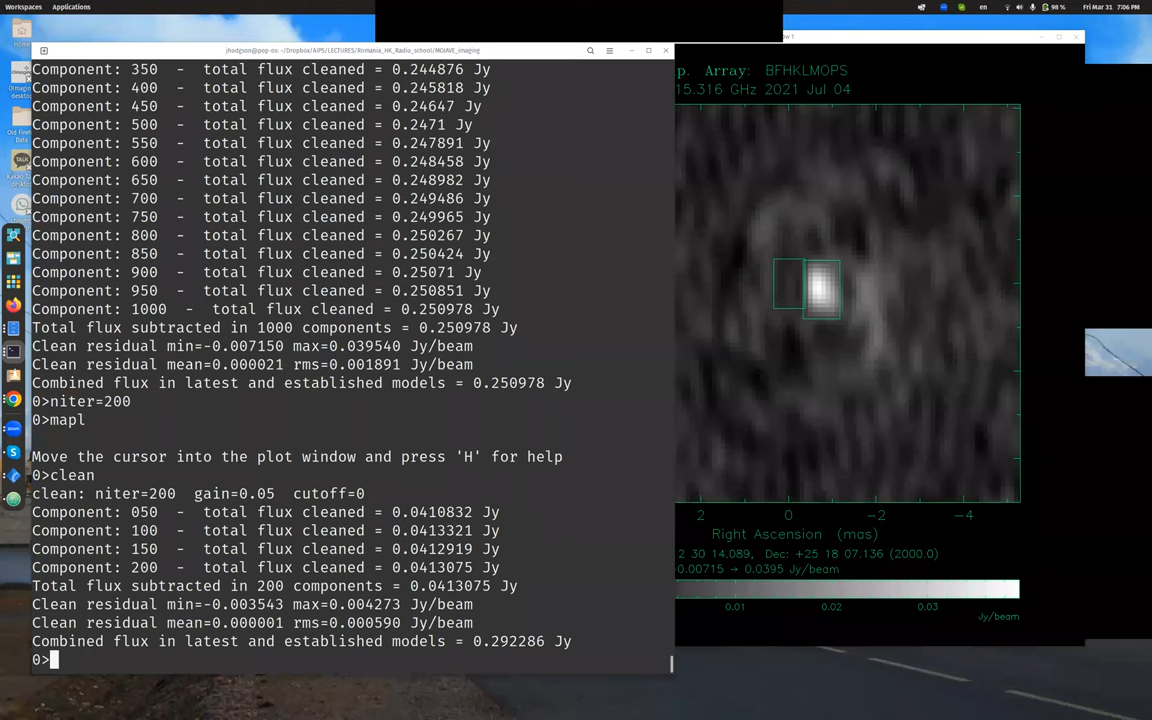 Workspaces Applications
en
98 %
Fri Mar 31 7:06 PM
Home
jhodgson@pop-os: ~/Dropbox/AIPS/LECTURES/Romania_HK_Radio_school/MOJAVE_imaging
Component: 350 - total flux cleaned = 0.244876 Jy
Component: 400 - total flux cleaned = 0.245818 Jy
Component: 450 - total flux cleaned = 0.24647 Jy
Component: 500 - total flux cleaned = 0.2471 Jy
Component: 550 - total flux cleaned = 0.247891 Jy
Component: 600 - total flux cleaned = 0.248458 Jy
Component: 650 - total flux cleaned = 0.248982 Jy
Component: 700 - total flux cleaned = 0.249486 Jy
Component: 750 - total flux cleaned = 0.249965 Jy
Component: 800 - total flux cleaned = 0.250267 Jy
Component: 850 - total flux cleaned = 0.250424 Jy
Component: 900 - total flux cleaned = 0.25071 Jy
Component: 950 - total flux cleaned = 0.250851 Jy
Component: 1000 - total flux cleaned = 0.250978 Jy
Total flux subtracted in 1000 components = 0.250978 Jy
Clean residual min=-0.007150 max=0.039540 Jy/beam
Clean residual mean=0.000021 rms=0.001891 Jy/beam
Combined flux in latest and established models = 0.250978 Jy
0>niter=200
0>mapl
Move the cursor into the plot window and press 'H' for help
0>clean
clean: niter=200 gain=0.05 cutoff=0
Component: 050 - total flux cleaned = 0.0410832 Jy
Component: 100 - total flux cleaned = 0.0413321 Jy
Component: 150 - total flux cleaned = 0.0412919 Jy
Component: 200 - total flux cleaned = 0.0413075 Jy
Total flux subtracted in 200 components = 0.0413075 Jy
Clean residual min=-0.003543 max=0.004273 Jy/beam
Clean residual mean=0.000001 rms=0.000590 Jy/beam
Combined flux in latest and established models = 0.292286 Jy
0>
p. Array: BFHKLMOPS
15.316 GHz 2021 Jul 04
2 0 −2 −4
Right Ascension (mas)
2 30 14.089, Dec: +25 18 07.136 (2000.0)
0.00715 → 0.0395 Jy/beam
0.01 0.02 0.03
Jy/beam